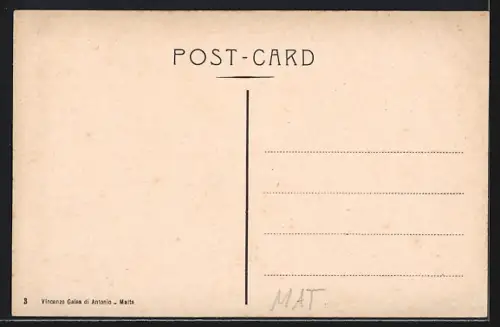 POST-CARD
3 Vincenzo Galea di Antonio - Malta
MAT-